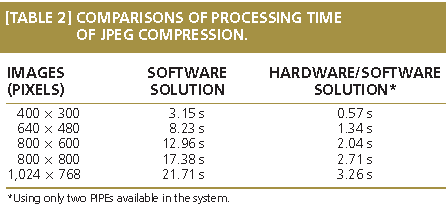 [TABLE 2] COMPARISONS OF PROCESSING TIME
OF JPEG COMPRESSION.
IMAGES SOFTWARE HARDWARE/SOFTWARE
(PIXELS) SOLUTION SOLUTION*
400 × 300 3.15 s 0.57 s
640 × 480 8.23 s 1.34 s
800 × 600 12.96 s 2.04 s
800 × 800 17.38 s 2.71 s
1,024 × 768 21.71 s 3.26 s
*Using only two PIPEs available in the system.